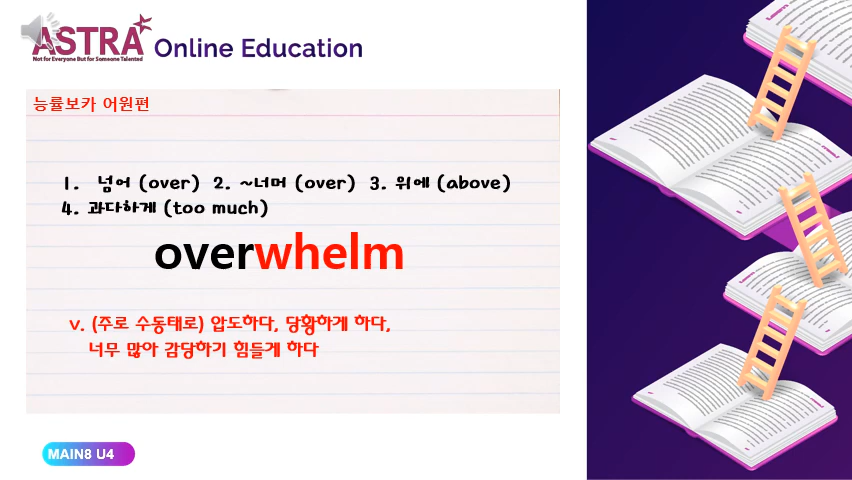 ASTRA
Not for Everyone But for Someone Talented
Online Education
능률보카 어원편
1. 넘어 (over) 2. ~너머 (over) 3. 위에 (above)
4. 과다하게 (too much)
overwhelm
v. (주로 수동태로) 압도하다, 당황하게 하다,
너무 많아 감당하기 힘들게 하다
MAIN8 U4